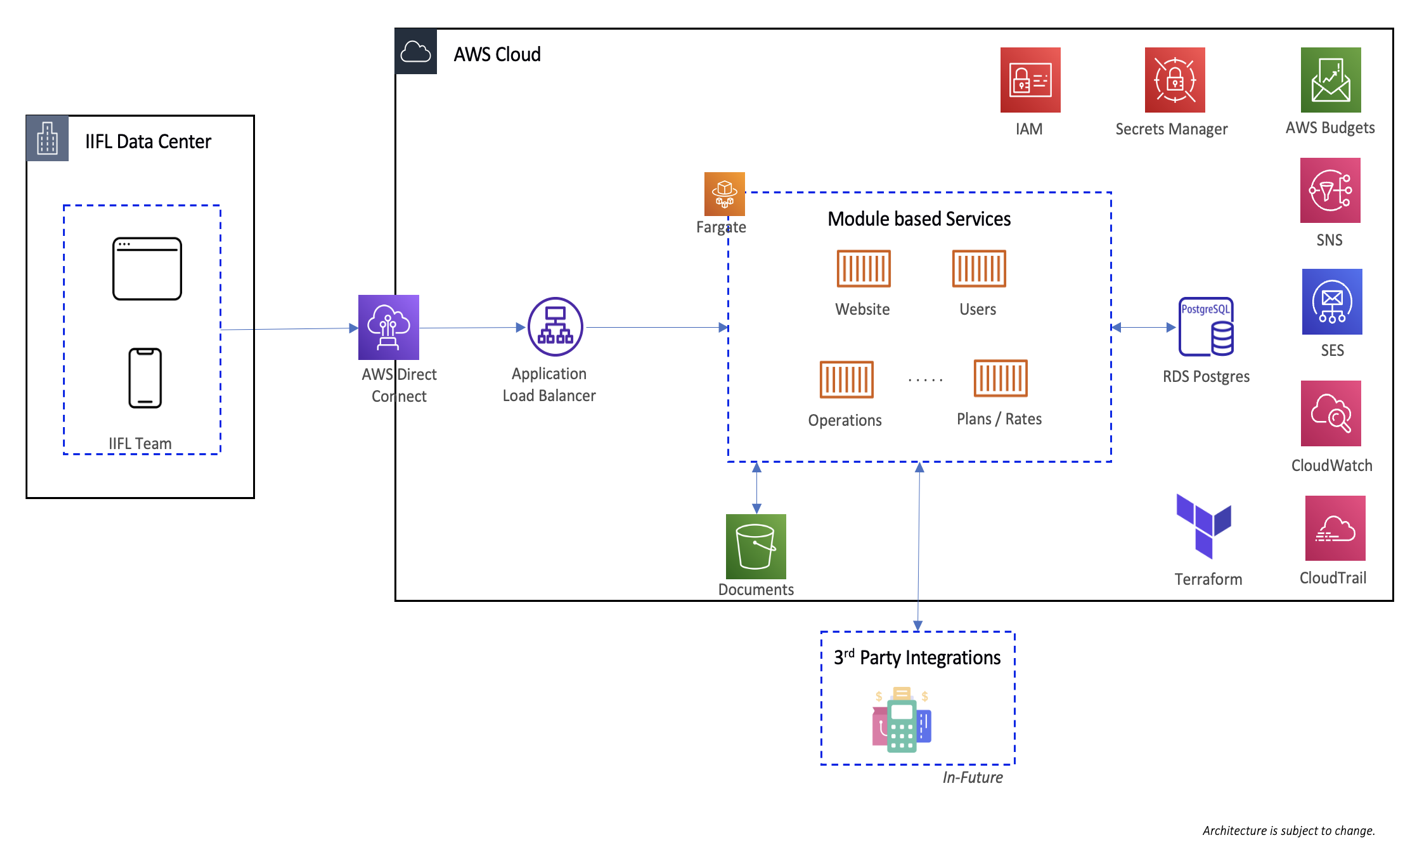 AWS Cloud
IAM
Secrets Manager
AWS Budgets
IIFL Data Center
SNS
Fargate
Module based Services
Website
Users
PostgreSQL
SES
AWS Direct
Connect
Application
Load Balancer
RDS Postgres
IIFL Team
Operations
.....
Plans / Rates
CloudWatch
Documents
Terraform
CloudTrail
3rd Party Integrations
$ $
In-Future
Architecture is subject to change.